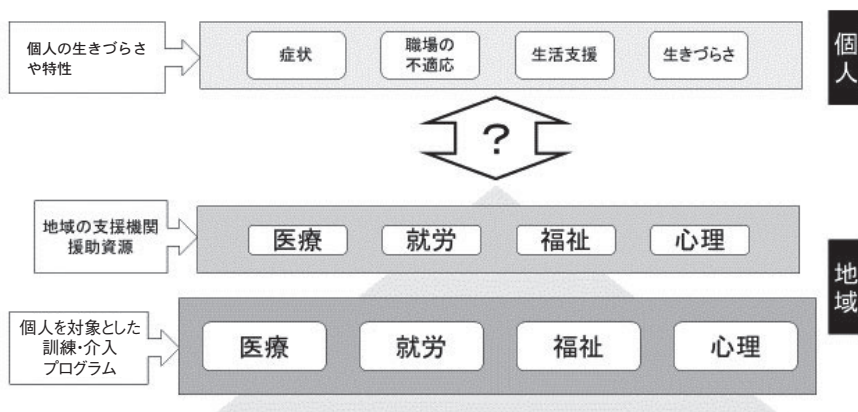 個人の生きづらさ
や特性
症状
職場の
不適応
生活支援
生きづらさ
個人
?
地域の支援機関
援助資源
医療
就労
福祉
心理
地域
個人を対象とした
訓練・介入
プログラム
医療
就労
福祉
心理